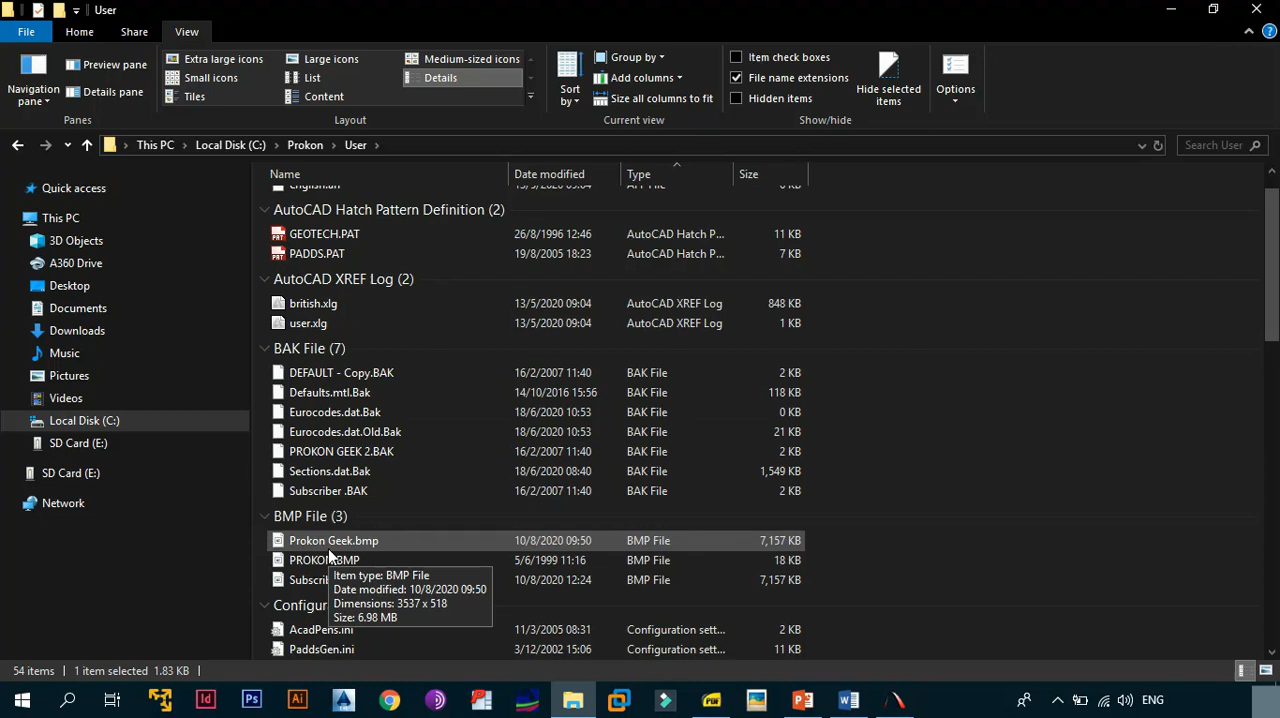 User
File Home Share View
Preview pane
Details pane
Navigation pane
Panes
Extra large icons Large icons Medium-sized icons
Small icons List Details
Tiles Content
Layout
Sort by
Group by
Add columns
Size all columns to fit
Current view
Item check boxes
File name extensions
Hidden items
Hide selected items
Show/hide
Options
This PC Local Disk (C:) Prokon User
Search User
Quick access
This PC
3D Objects
A360 Drive
Desktop
Documents
Downloads
Music
Pictures
Videos
Local Disk (C:)
SD Card (E:)
SD Card (E:)
Network
Name Date modified Type Size
AutoCAD Hatch Pattern Definition (2)
GEOTECH.PAT 26/8/1996 12:46 AutoCAD Hatch P... 11 KB
PADDS.PAT 19/8/2005 18:23 AutoCAD Hatch P... 7 KB
AutoCAD XREF Log (2)
british.xlg 13/5/2020 09:04 AutoCAD XREF Log 848 KB
user.xlg 13/5/2020 09:04 AutoCAD XREF Log 1 KB
BAK File (7)
DEFAULT - Copy.BAK 16/2/2007 11:40 BAK File 2 KB
Defaults.mtl.Bak 14/10/2016 15:56 BAK File 118 KB
Eurocodes.dat.Bak 18/6/2020 10:53 BAK File 0 KB
Eurocodes.dat.Old.Bak 18/6/2020 10:53 BAK File 21 KB
PROKON GEEK 2.BAK 16/2/2007 11:40 BAK File 2 KB
Sections.dat.Bak 18/6/2020 08:40 BAK File 1,549 KB
Subscriber .BAK 16/2/2007 11:40 BAK File 2 KB
BMP File (3)
Prokon Geek.bmp 10/8/2020 09:50 BMP File 7,157 KB
PROKON.BMP 5/6/1999 11:16 BMP File 18 KB
Subscrib 10/8/2020 12:24 BMP File 7,157 KB
Item type: BMP File
Date modified: 10/8/2020 09:50
Dimensions: 3537 x 518
Size: 6.98 MB
Configura
AcadPens.ini 11/3/2005 08:31 Configuration sett... 2 KB
PaddsGen.ini 3/12/2002 15:06 Configuration sett... 11 KB
54 items 1 item selected 1.83 KB
ENG